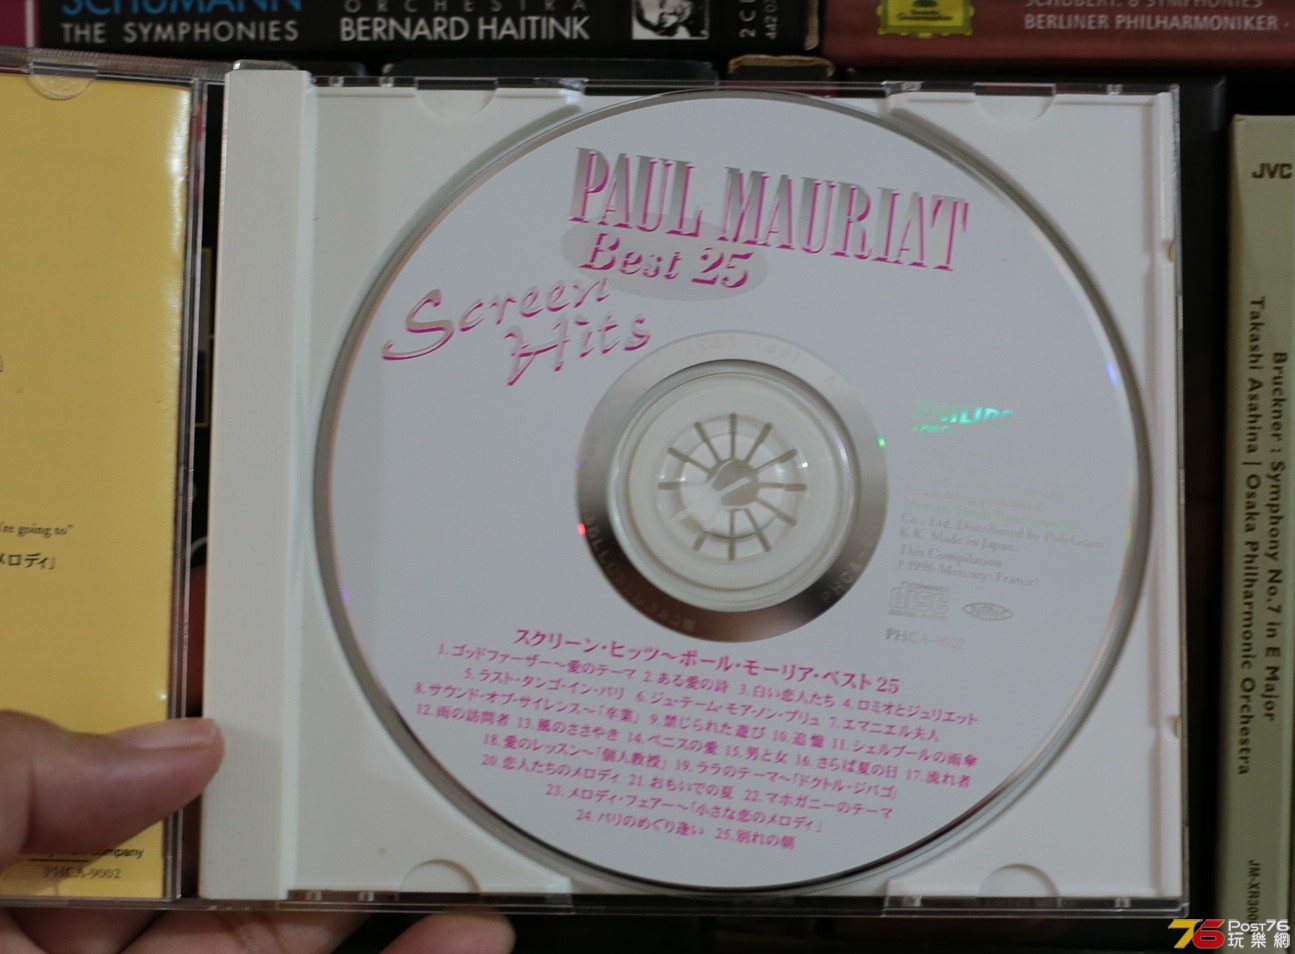 SCHUMANN
THE SYMPHONIES
ORCHESTRA
BERNARD HAITINK
2 CD
SCHUBERT: 8 SYMPHONIES
BERLINER PHILHARMONIKER
PAUL MAURIAT
Best 25
Screen
Hits
PHILIPS
Co., Ltd. Distributed by PolyGram
K.K. Made in Japan.
This Compilation
℗1996 Mercury (France)
PHCA-9002
スクリーン・ヒッツ～ポール・モーリア・ベスト25
1. ゴッドファーザー～愛のテーマ 2. ある愛の詩 3. 白い恋人たち 4. ロミオとジュリエット
5. ラスト・タンゴ・イン・パリ 6. ジュ・テーム・モア・ノン・プリュ 7. エマニエル夫人
8. サウンド・オブ・サイレンス～「卒業」 9. 禁じられた遊び 10. 追憶 11. シェルブールの雨傘
12. 雨の訪問者 13. 風のささやき 14. ベニスの愛 15. 男と女 16. さらば夏の日 17. 流れ者
18. 愛のレッスン～「個人教授」 19. ララのテーマ～「ドクトル・ジバゴ」
20. 恋人たちのメロディ 21. おもいでの夏 22. マホガニーのテーマ
23. メロディ・フェアー～「小さな恋のメロディ」
24. パリのめぐり逢い 25. 別れの朝
're going to"
メロディ」
company
PHCA-9002
JVC
Bruckner : Symphony No.7 in E Major
Takashi Asahina | Osaka Philharmonic Orchestra
76 Post76
玩樂網